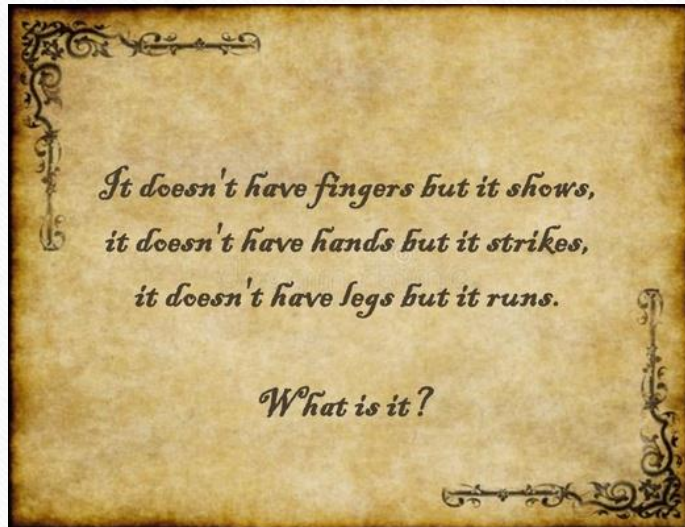 It doesn't have fingers but it shows,
it doesn't have hands but it strikes,
it doesn't have legs but it runs.
What is it?